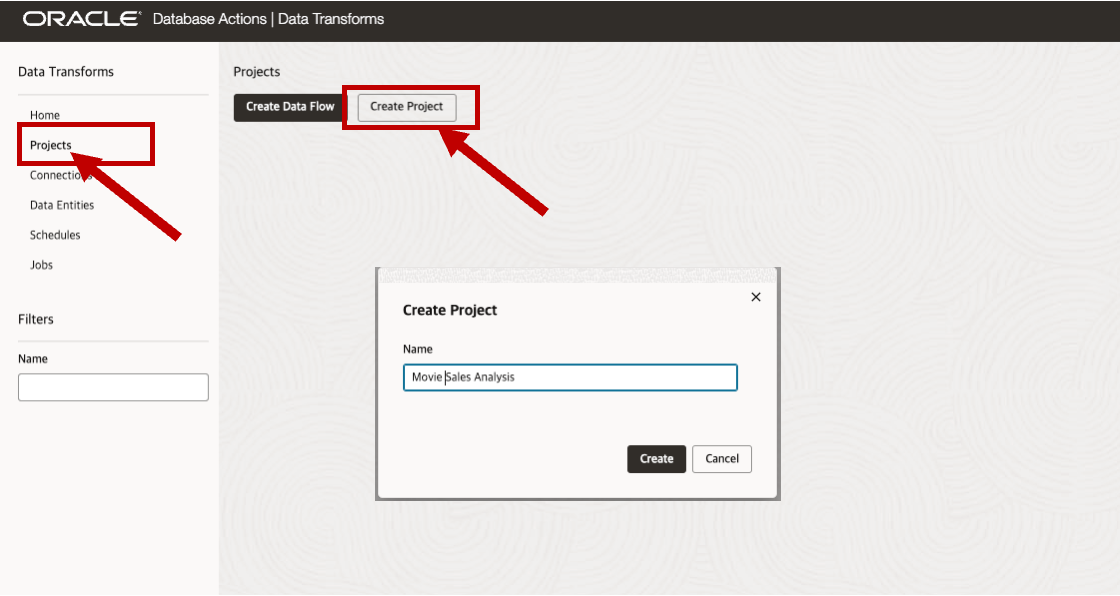 ORACLE Database Actions | Data Transforms
Data Transforms
Home
Projects
Connections
Data Entities
Schedules
Jobs
Filters
Name
Projects
Create Data Flow
Create Project
Create Project
Name
Movie Sales Analysis
Create
Cancel